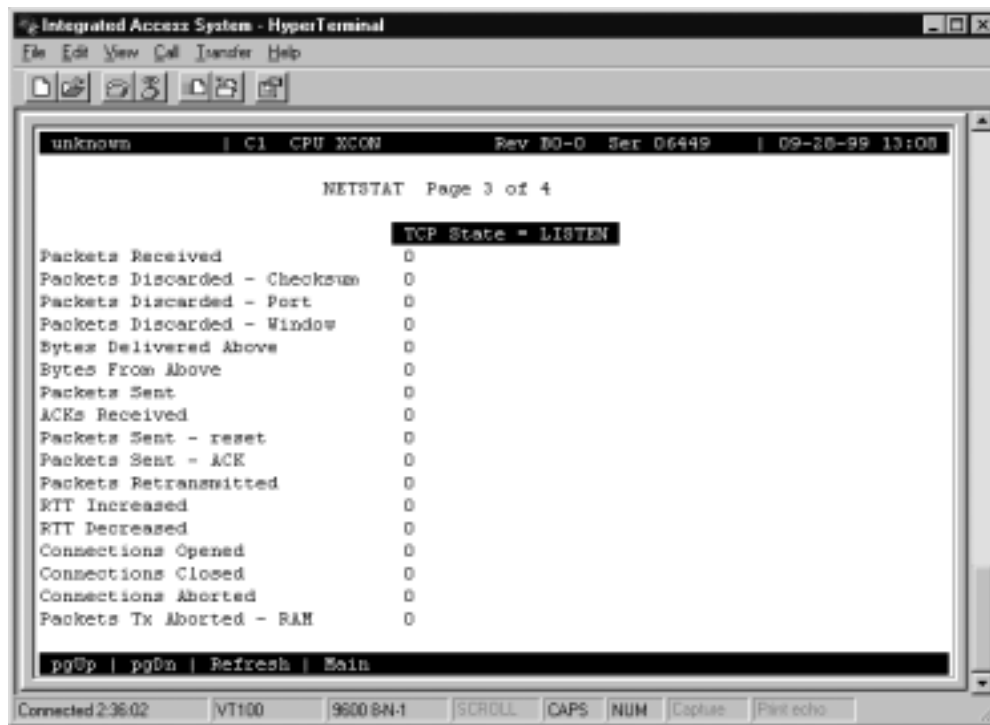 Integrated Access System - HyperTerminal
File Edit View Call Transfer Help
unknown | C1 CPU XCON Rev B0-0 Ser 06449 | 09-28-99 13:08
NETSTAT Page 3 of 4
TCP State = LISTEN
Packets Received 0
Packets Discarded - Checksum 0
Packets Discarded - Port 0
Packets Discarded - Window 0
Bytes Delivered Above 0
Bytes From Above 0
Packets Sent 0
ACKs Received 0
Packets Sent - reset 0
Packets Sent - ACK 0
Packets Retransmitted 0
RTT Increased 0
RTT Decreased 0
Connections Opened 0
Connections Closed 0
Connections Aborted 0
Packets Tx Aborted - RAM 0
pgUp | pgDn | Refresh | Main
Connected 2:36:02 VT100 9600 8-N-1 SCROLL CAPS NUM Capture Print echo